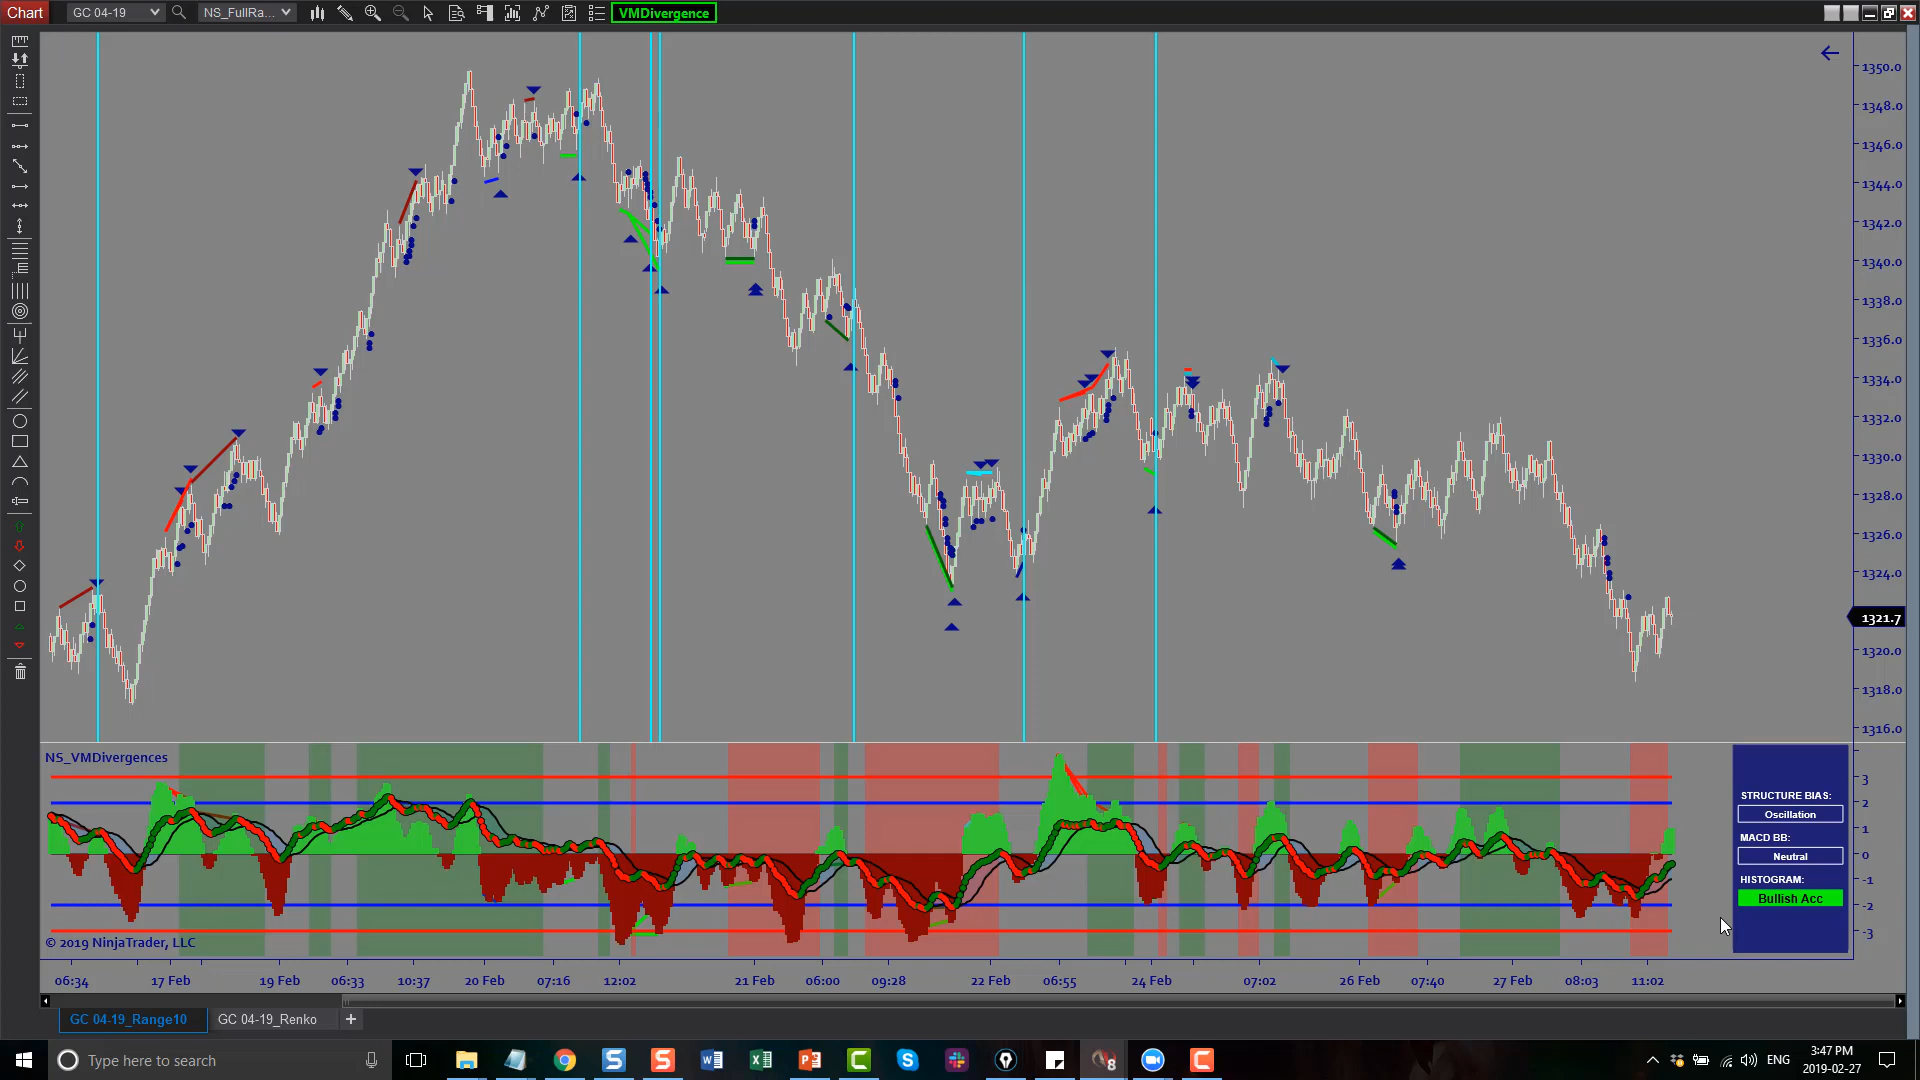 Chart
GC 04-19
NS_FullRa...
VMDivergence
1350.0
1348.0
1346.0
1344.0
1342.0
1340.0
1338.0
1336.0
1334.0
1332.0
1330.0
1328.0
1326.0
1324.0
1321.7
1320.0
1318.0
1316.0
NS_VMDivergences
3
2
1
0
-1
-2
-3
STRUCTURE BIAS:
Oscillation
MACD BB:
Neutral
HISTOGRAM:
Bullish Acc
© 2019 NinjaTrader, LLC
06:34 17 Feb 19 Feb 06:33 10:37 20 Feb 07:16 12:02 21 Feb 06:00 09:28 22 Feb 06:55 24 Feb 07:02 26 Feb 07:40 27 Feb 08:03 11:02
GC 04-19_Range10
GC 04-19_Renko
+
Type here to search
ENG
3:47 PM
2019-02-27